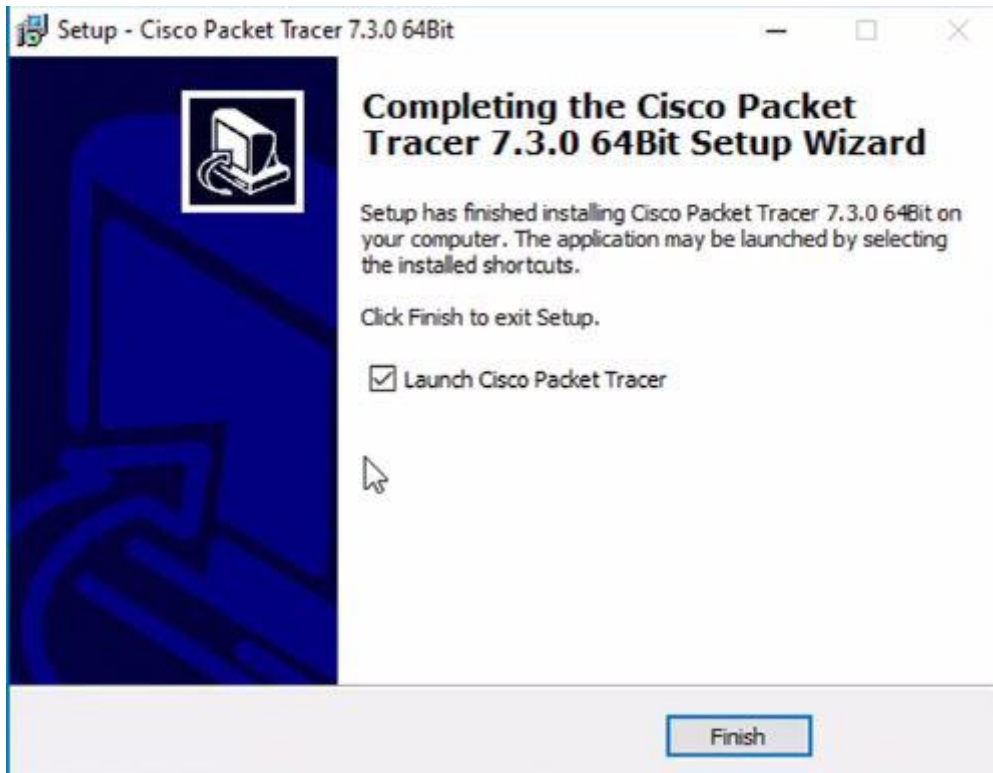 Setup - Cisco Packet Tracer 7.3.0 64Bit
Completing the Cisco Packet
Tracer 7.3.0 64Bit Setup Wizard
Setup has finished installing Cisco Packet Tracer 7.3.0 64Bit on
your computer. The application may be launched by selecting
the installed shortcuts.
Click Finish to exit Setup.
Launch Cisco Packet Tracer
Finish